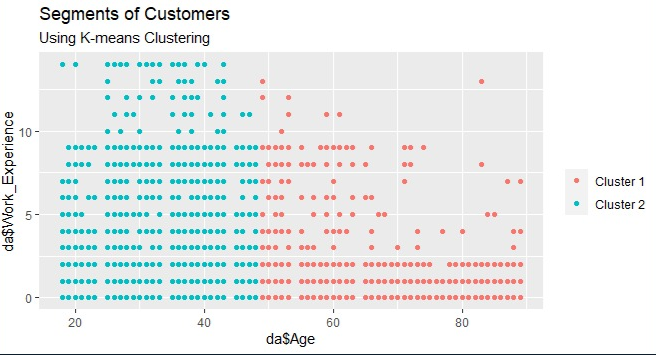 Segments of Customers
Using K-means Clustering
da$Work_Experience
10
5
0
20
40
60
80
da$Age
Cluster 1
Cluster 2